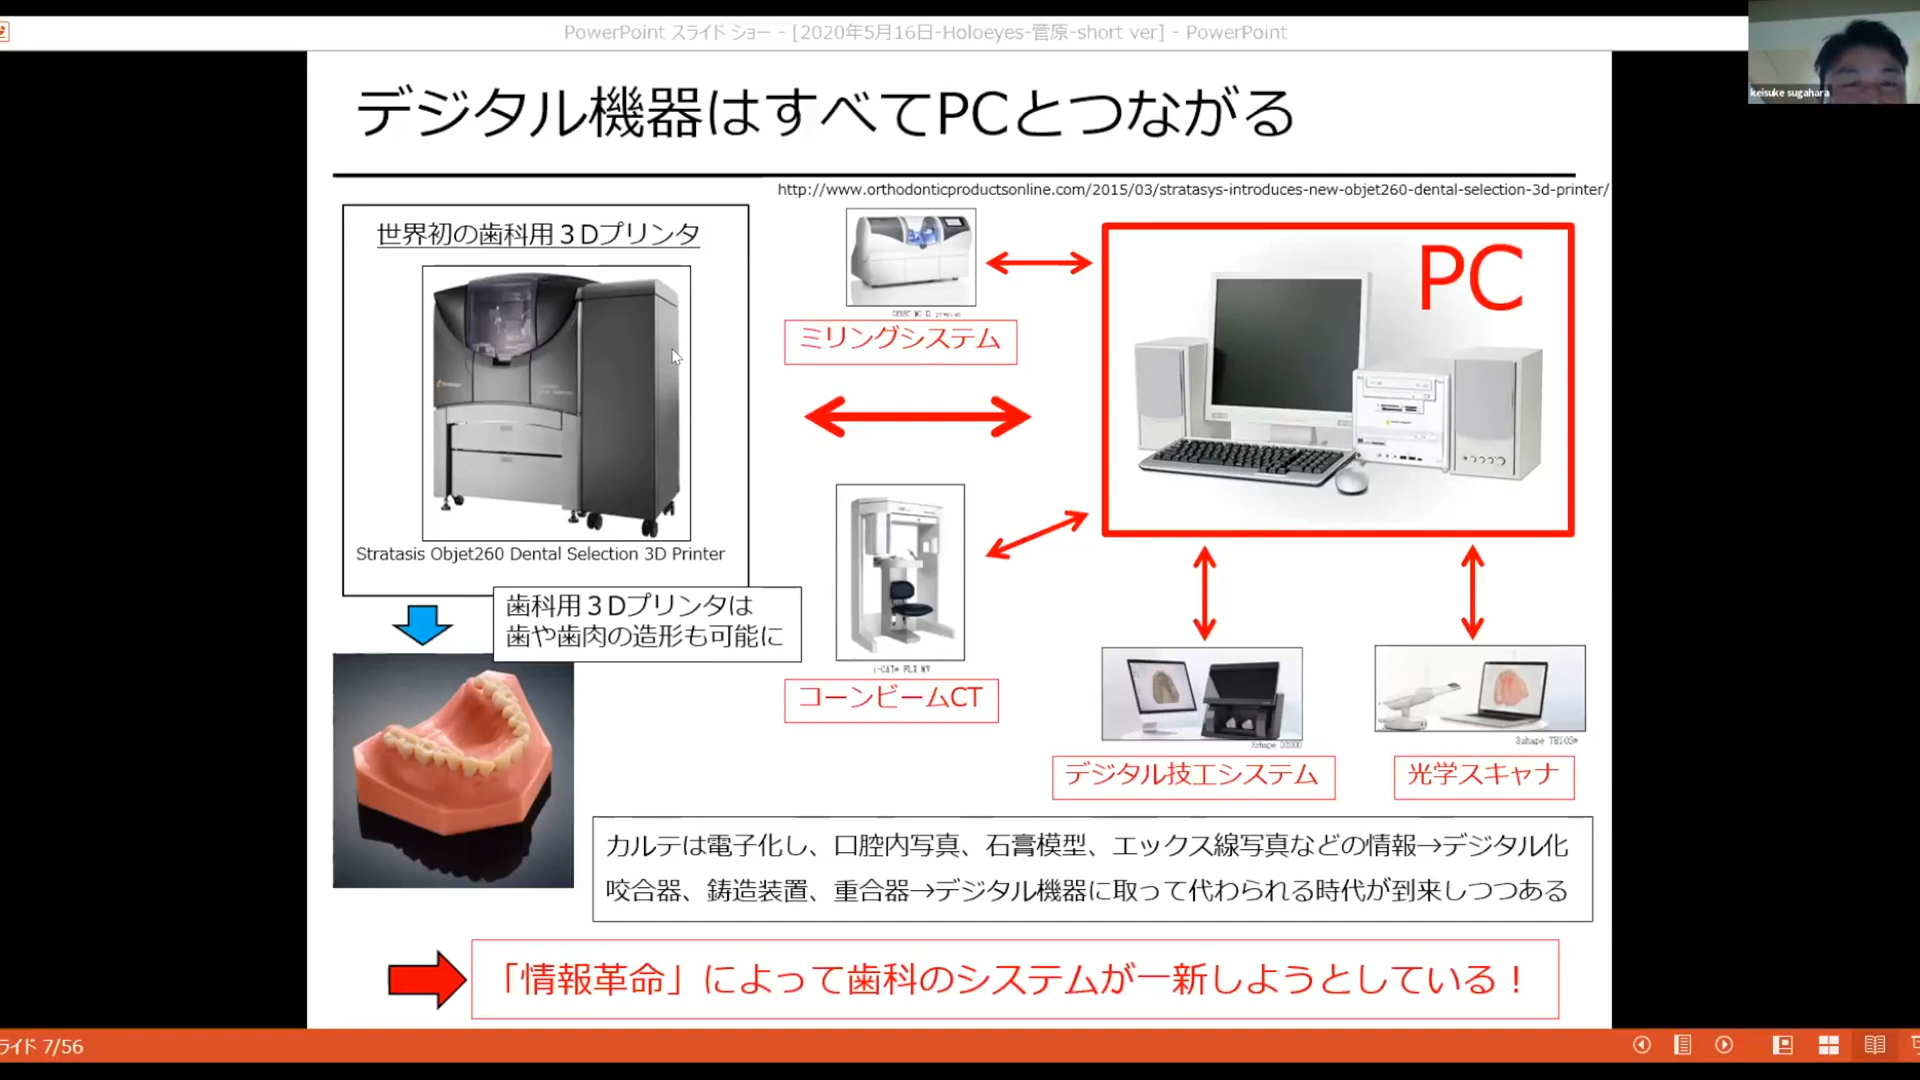 PowerPoint スライド ショー - [2020年5月16日-Holoeyes-菅原-short ver] - PowerPoint
keisuke sugahara
デジタル機器はすべてPCとつながる
http://www.orthodonticproductsonline.com/2015/03/stratasys-introduces-new-objet260-dental-selection-3d-printer/
世界初の歯科用３Dプリンタ
Stratasis Objet260 Dental Selection 3D Printer
歯科用３Dプリンタは
歯や歯肉の造形も可能に
ミリングシステム
PC
i-CAT® FLX MV
コーンビームCT
デジタル技工システム
3shape TRIOS®
光学スキャナ
カルテは電子化し、口腔内写真、石膏模型、エックス線写真などの情報→デジタル化
咬合器、鋳造装置、重合器→デジタル機器に取って代わられる時代が到来しつつある
「情報革命」によって歯科のシステムが一新しようとしている！
ライド 7/56